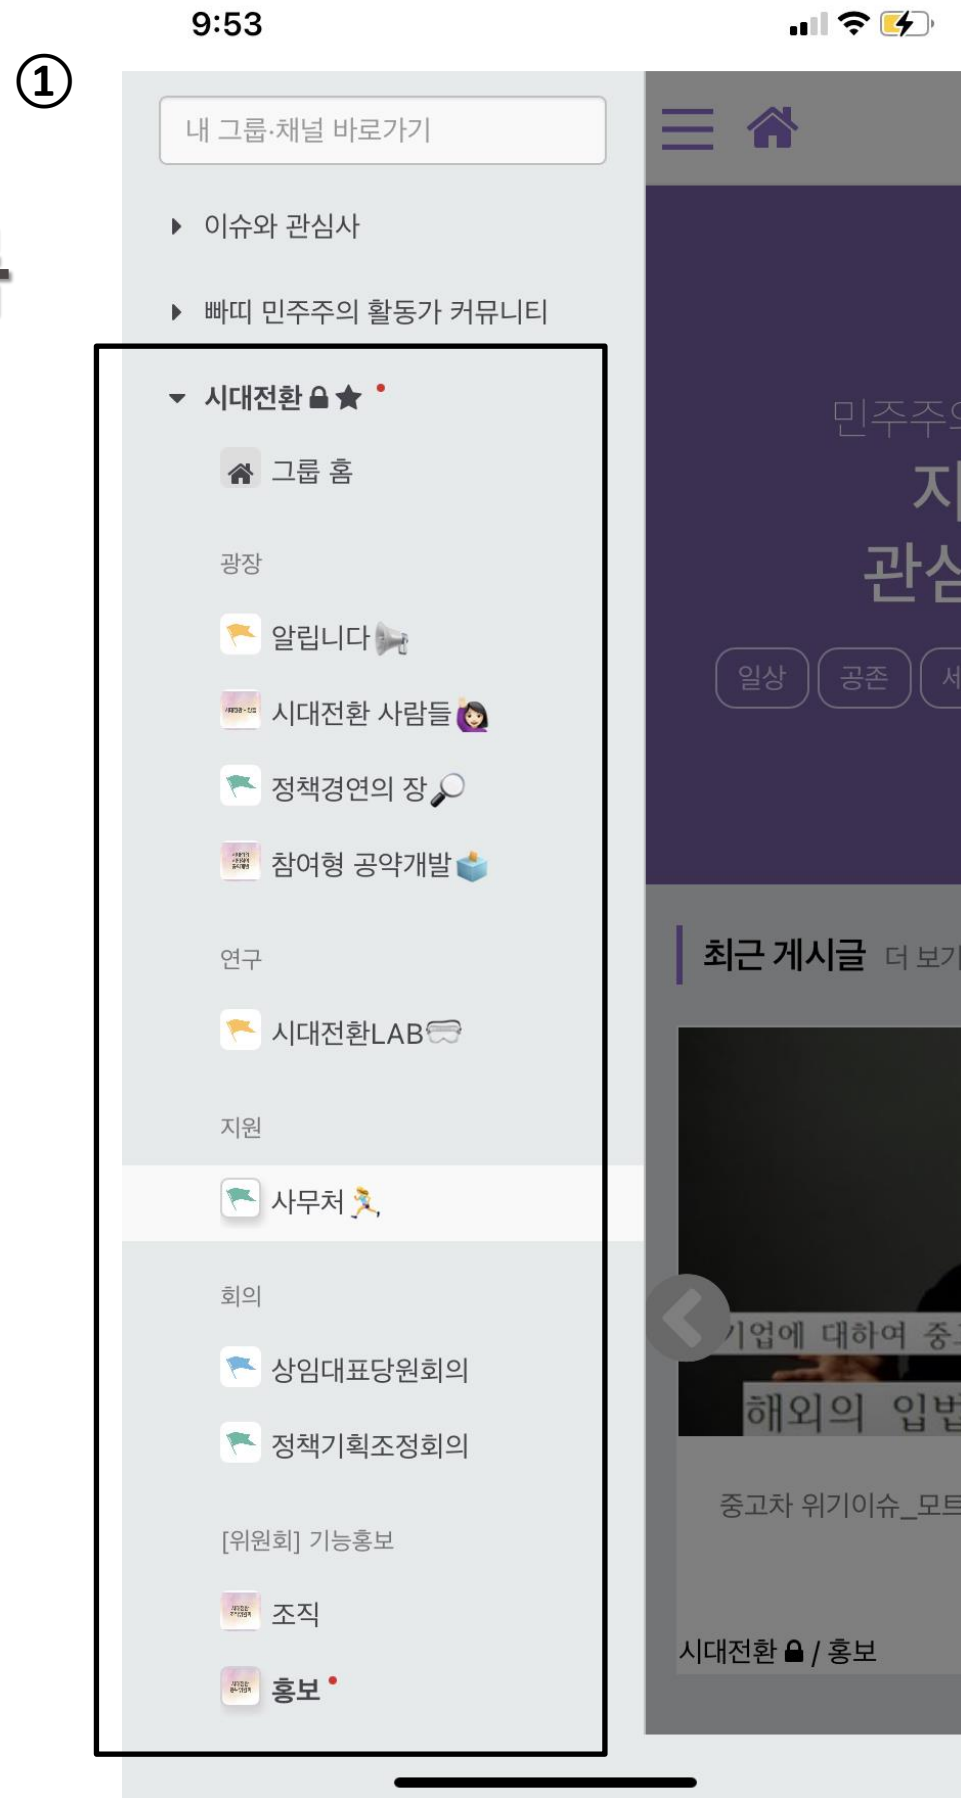 9:53
①
내 그룹·채널 바로가기
이슈와 관심사
빠띠 민주주의 활동가 커뮤니티
시대전환
그룹 홈
광장
알립니다
시대전환 사람들
정책경연의 장
참여형 공약개발
연구
시대전환LAB
지원
사무처
회의
상임대표당원회의
정책기획조정회의
[위원회] 기능홍보
조직
홍보
민주주의
지
관심
일상
공존
세
최근 게시글 더 보기
기업에 대하여 중고
해외의 입법
중고차 위기이슈_모트
시대전환 / 홍보